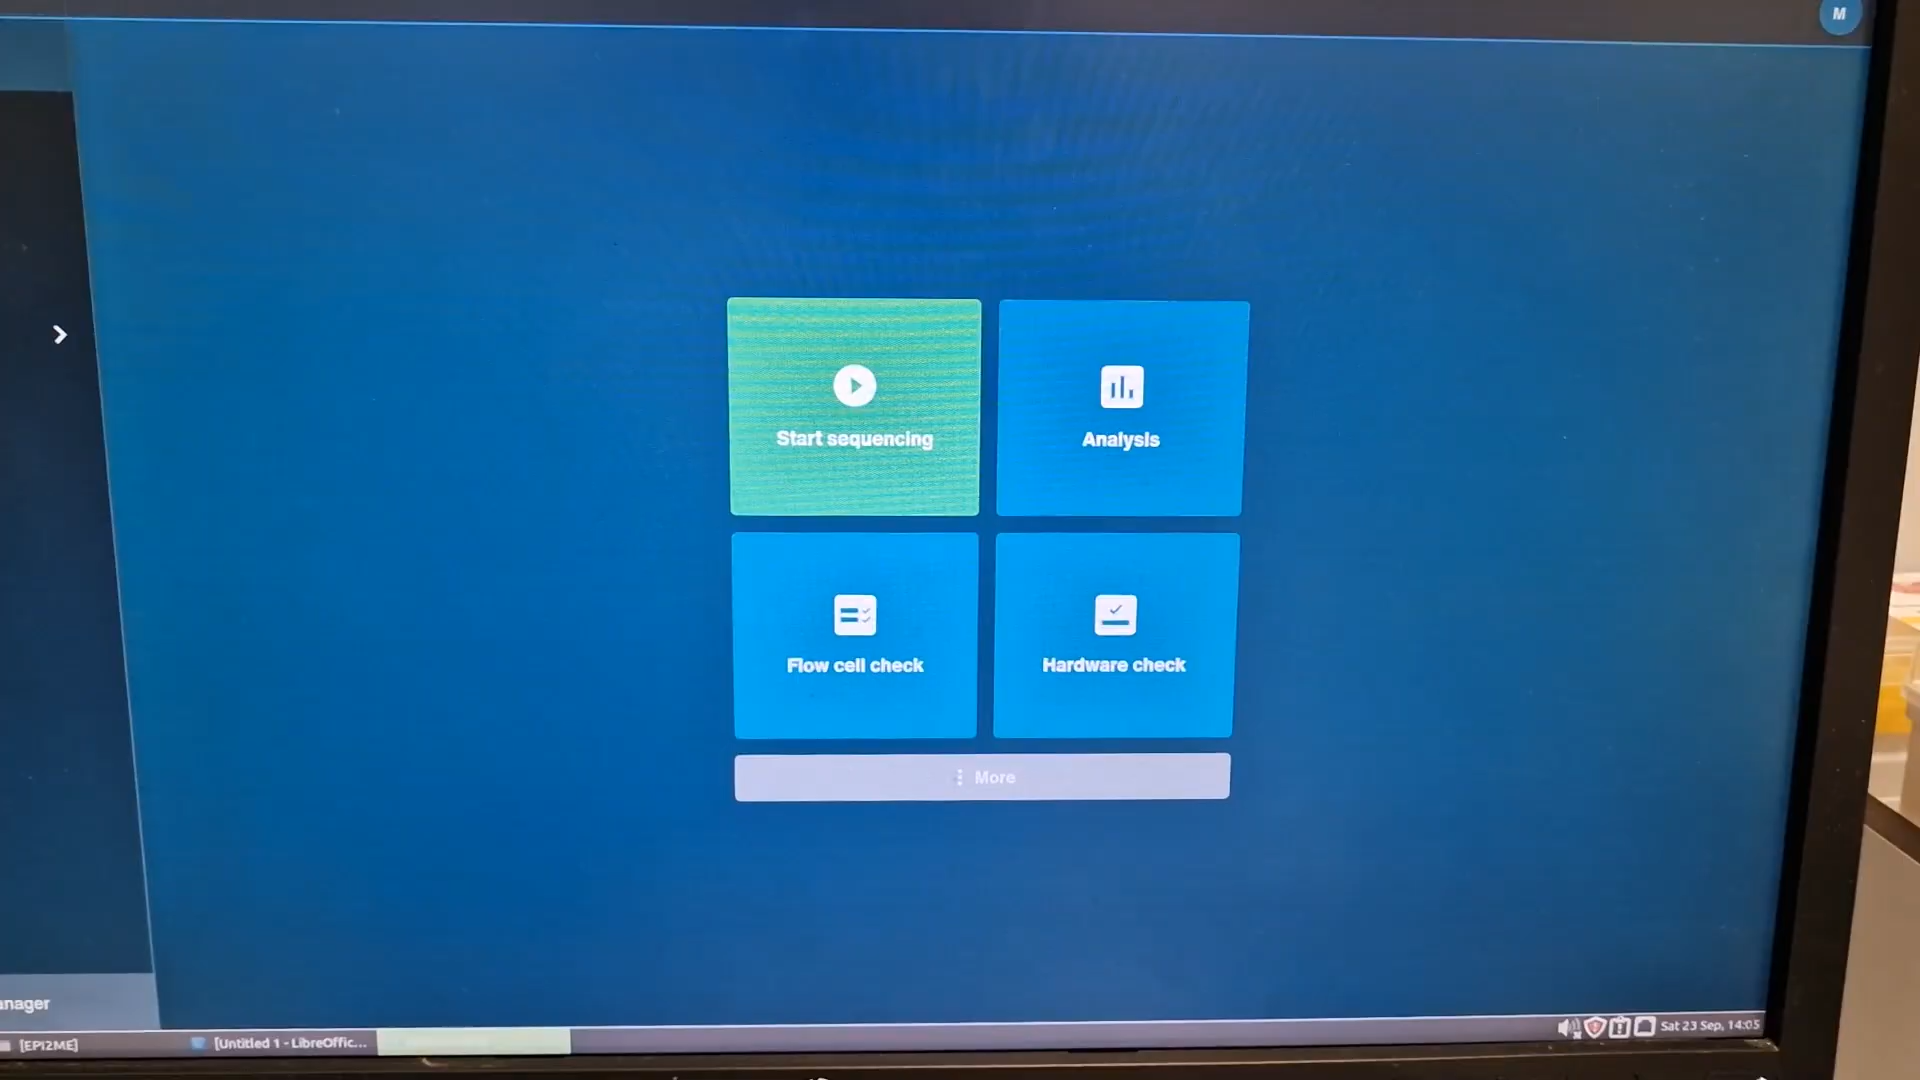 M
Start sequencing
Analysis
Flow cell check
Hardware check
More
anager
[EPI2ME]
[Untitled 1 - LibreOffic...
Sat 23 Sep, 14:05